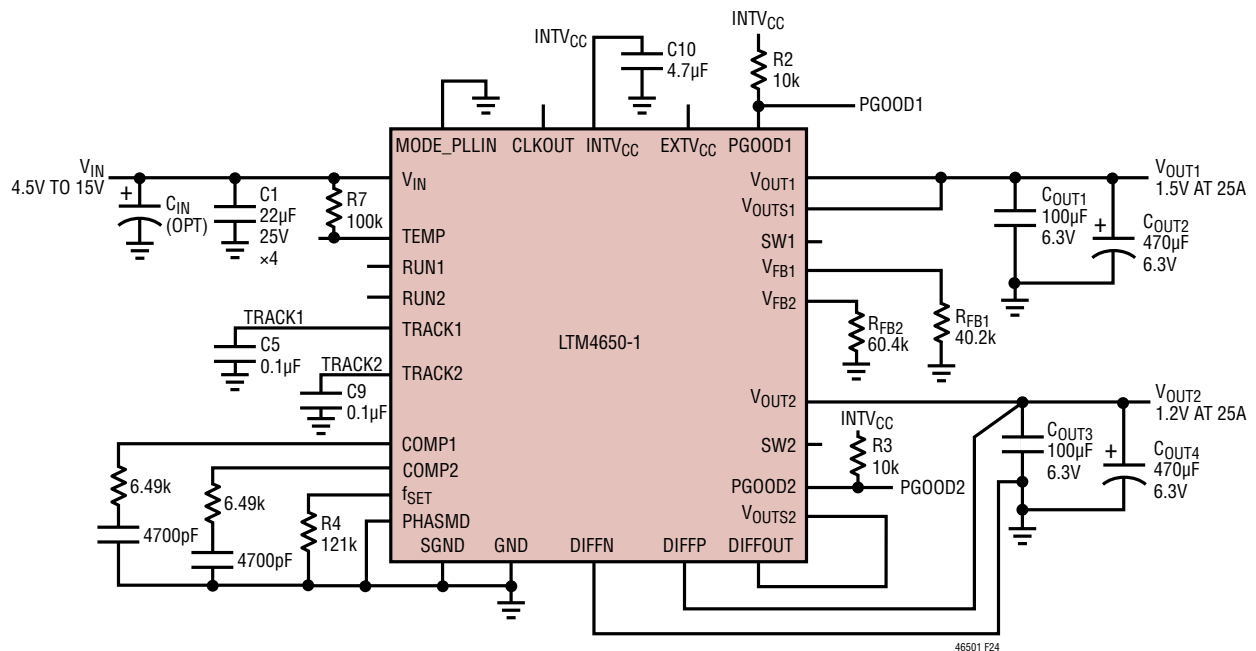 INTVCC
INTVCC
C10
4.7µF
R2
10k
PGOOD1
MODE_PLLIN
CLKOUT
INTVCC
EXTVCC
PGOOD1
VIN
4.5V TO 15V
+
CIN
(OPT)
C1
22µF
25V
×4
R7
100k
VIN
TEMP
RUN1
RUN2
TRACK1
TRACK1
C5
0.1µF
TRACK2
TRACK2
C9
0.1µF
LTM4650-1
VOUT1
VOUTS1
SW1
VFB1
VFB2
RFB2
60.4k
RFB1
40.2k
COUT1
100µF
6.3V
+
COUT2
470µF
6.3V
VOUT1
1.5V AT 25A
VOUT2
VOUT2
1.2V AT 25A
INTVCC
R3
10k
SW2
PGOOD2
PGOOD2
VOUTS2
COUT3
100µF
6.3V
+
COUT4
470µF
6.3V
COMP1
COMP2
fSET
PHASMD
6.49k
6.49k
4700pF
4700pF
R4
121k
SGND
GND
DIFFN
DIFFP
DIFFOUT
46501 F24